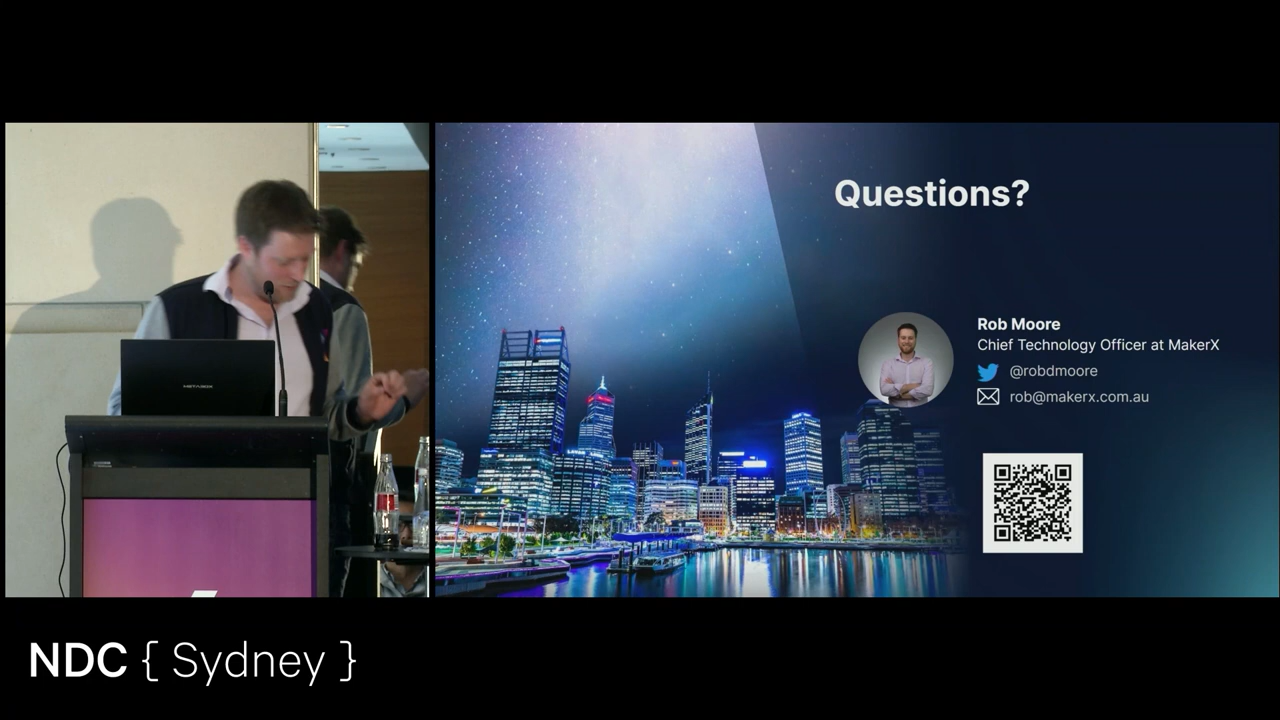 Questions?
Rob Moore
Chief Technology Officer at MakerX
@robdmoore
rob@makerx.com.au
NDC { Sydney }